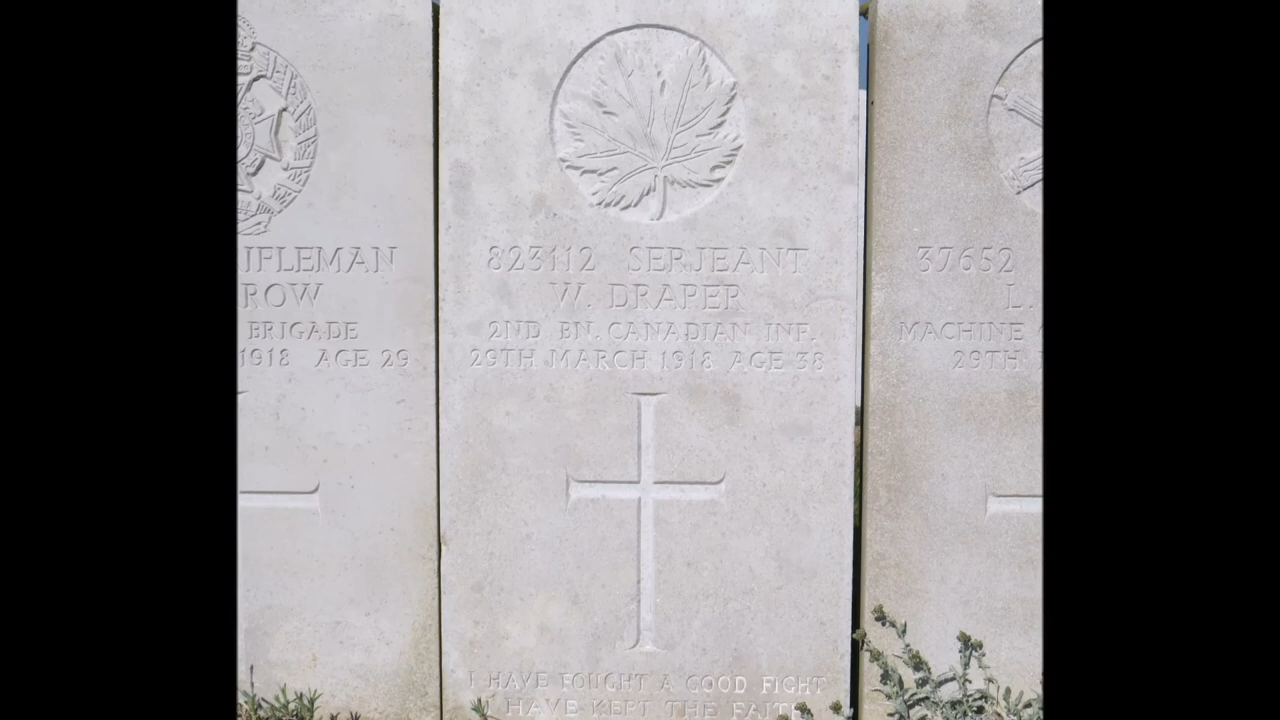 IFLEMAN
ROW
BRIGADE
1918 AGE 29
823112 SERJEANT
W. DRAPER
2ND BN. CANADIAN INF.
29TH MARCH 1918 AGE 38
I HAVE FOUGHT A GOOD FIGHT
I HAVE KEPT THE FAITH
37652
L.
MACHINE
29TH